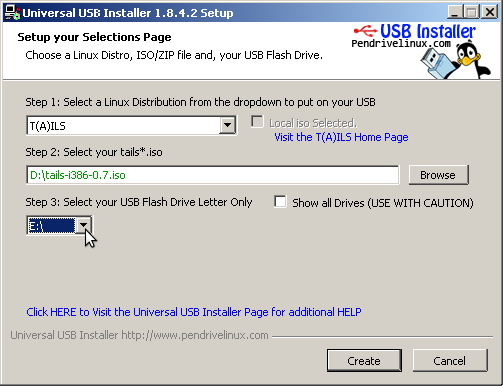 Universal USB Installer 1.8.4.2 Setup
Setup your Selections Page
Choose a Linux Distro, ISO/ZIP file and, your USB Flash Drive.
USB Installer
Pendrivelinux.com
Step 1: Select a Linux Distribution from the dropdown to put on your USB
T(A)ILS
Local iso Selected.
Visit the T(A)ILS Home Page
Step 2: Select your tails*.iso
D:\tails-i386-0.7.iso
Browse
Step 3: Select your USB Flash Drive Letter Only
Show all Drives (USE WITH CAUTION)
E:\
Click HERE to Visit the Universal USB Installer Page for additional HELP
Universal USB Installer http://www.pendrivelinux.com
Create
Cancel